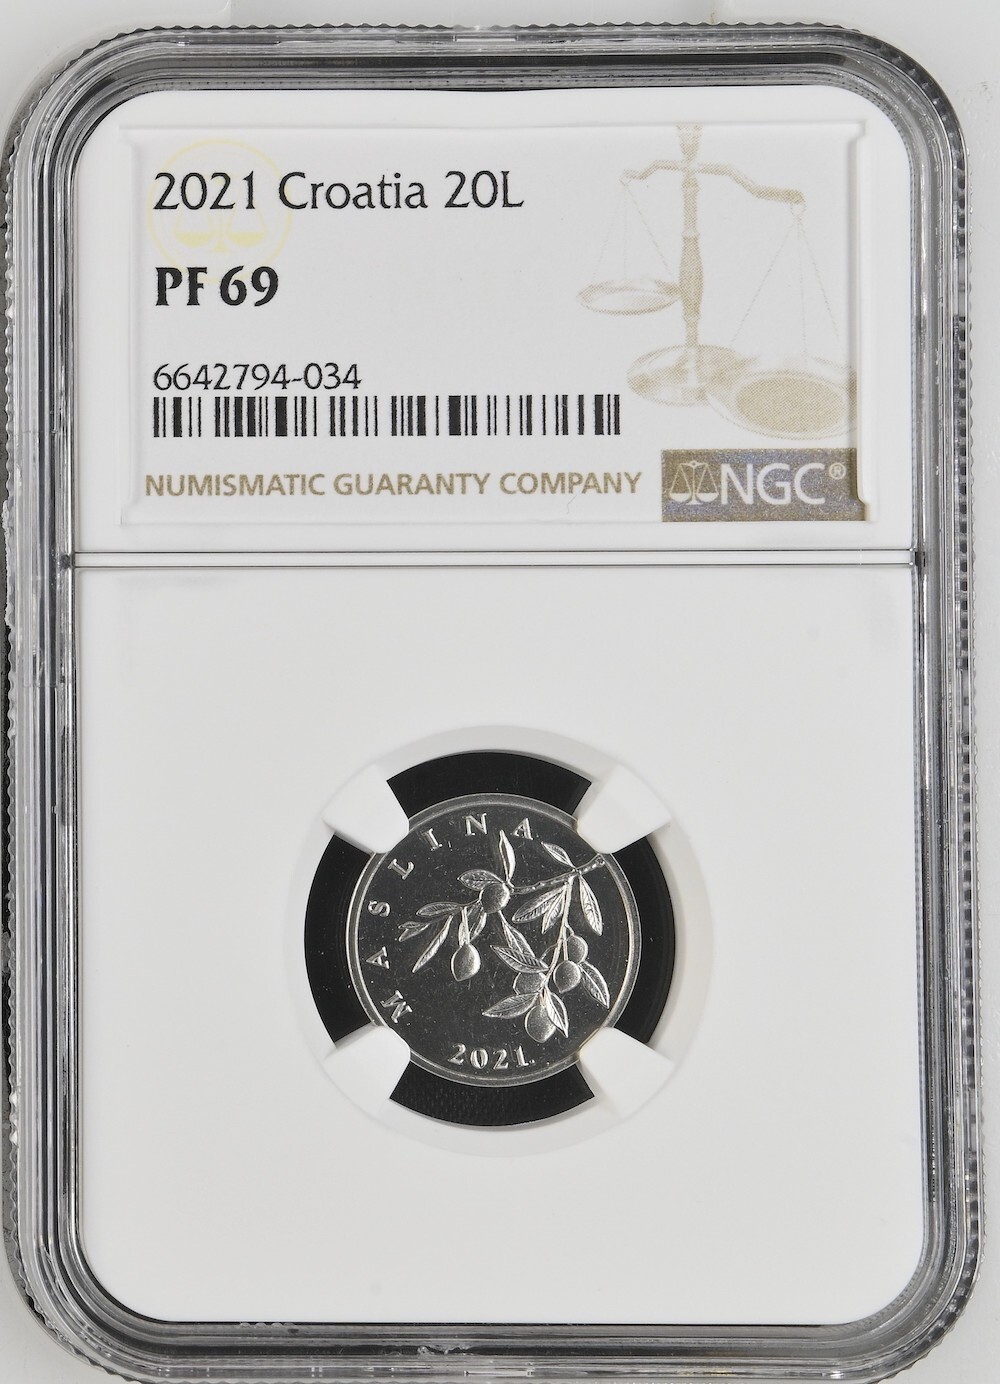 2021 Croatia 20L
PF 69
6642794-034
NUMISMATIC GUARANTY COMPANY
NGC®
MASLINA
2021.